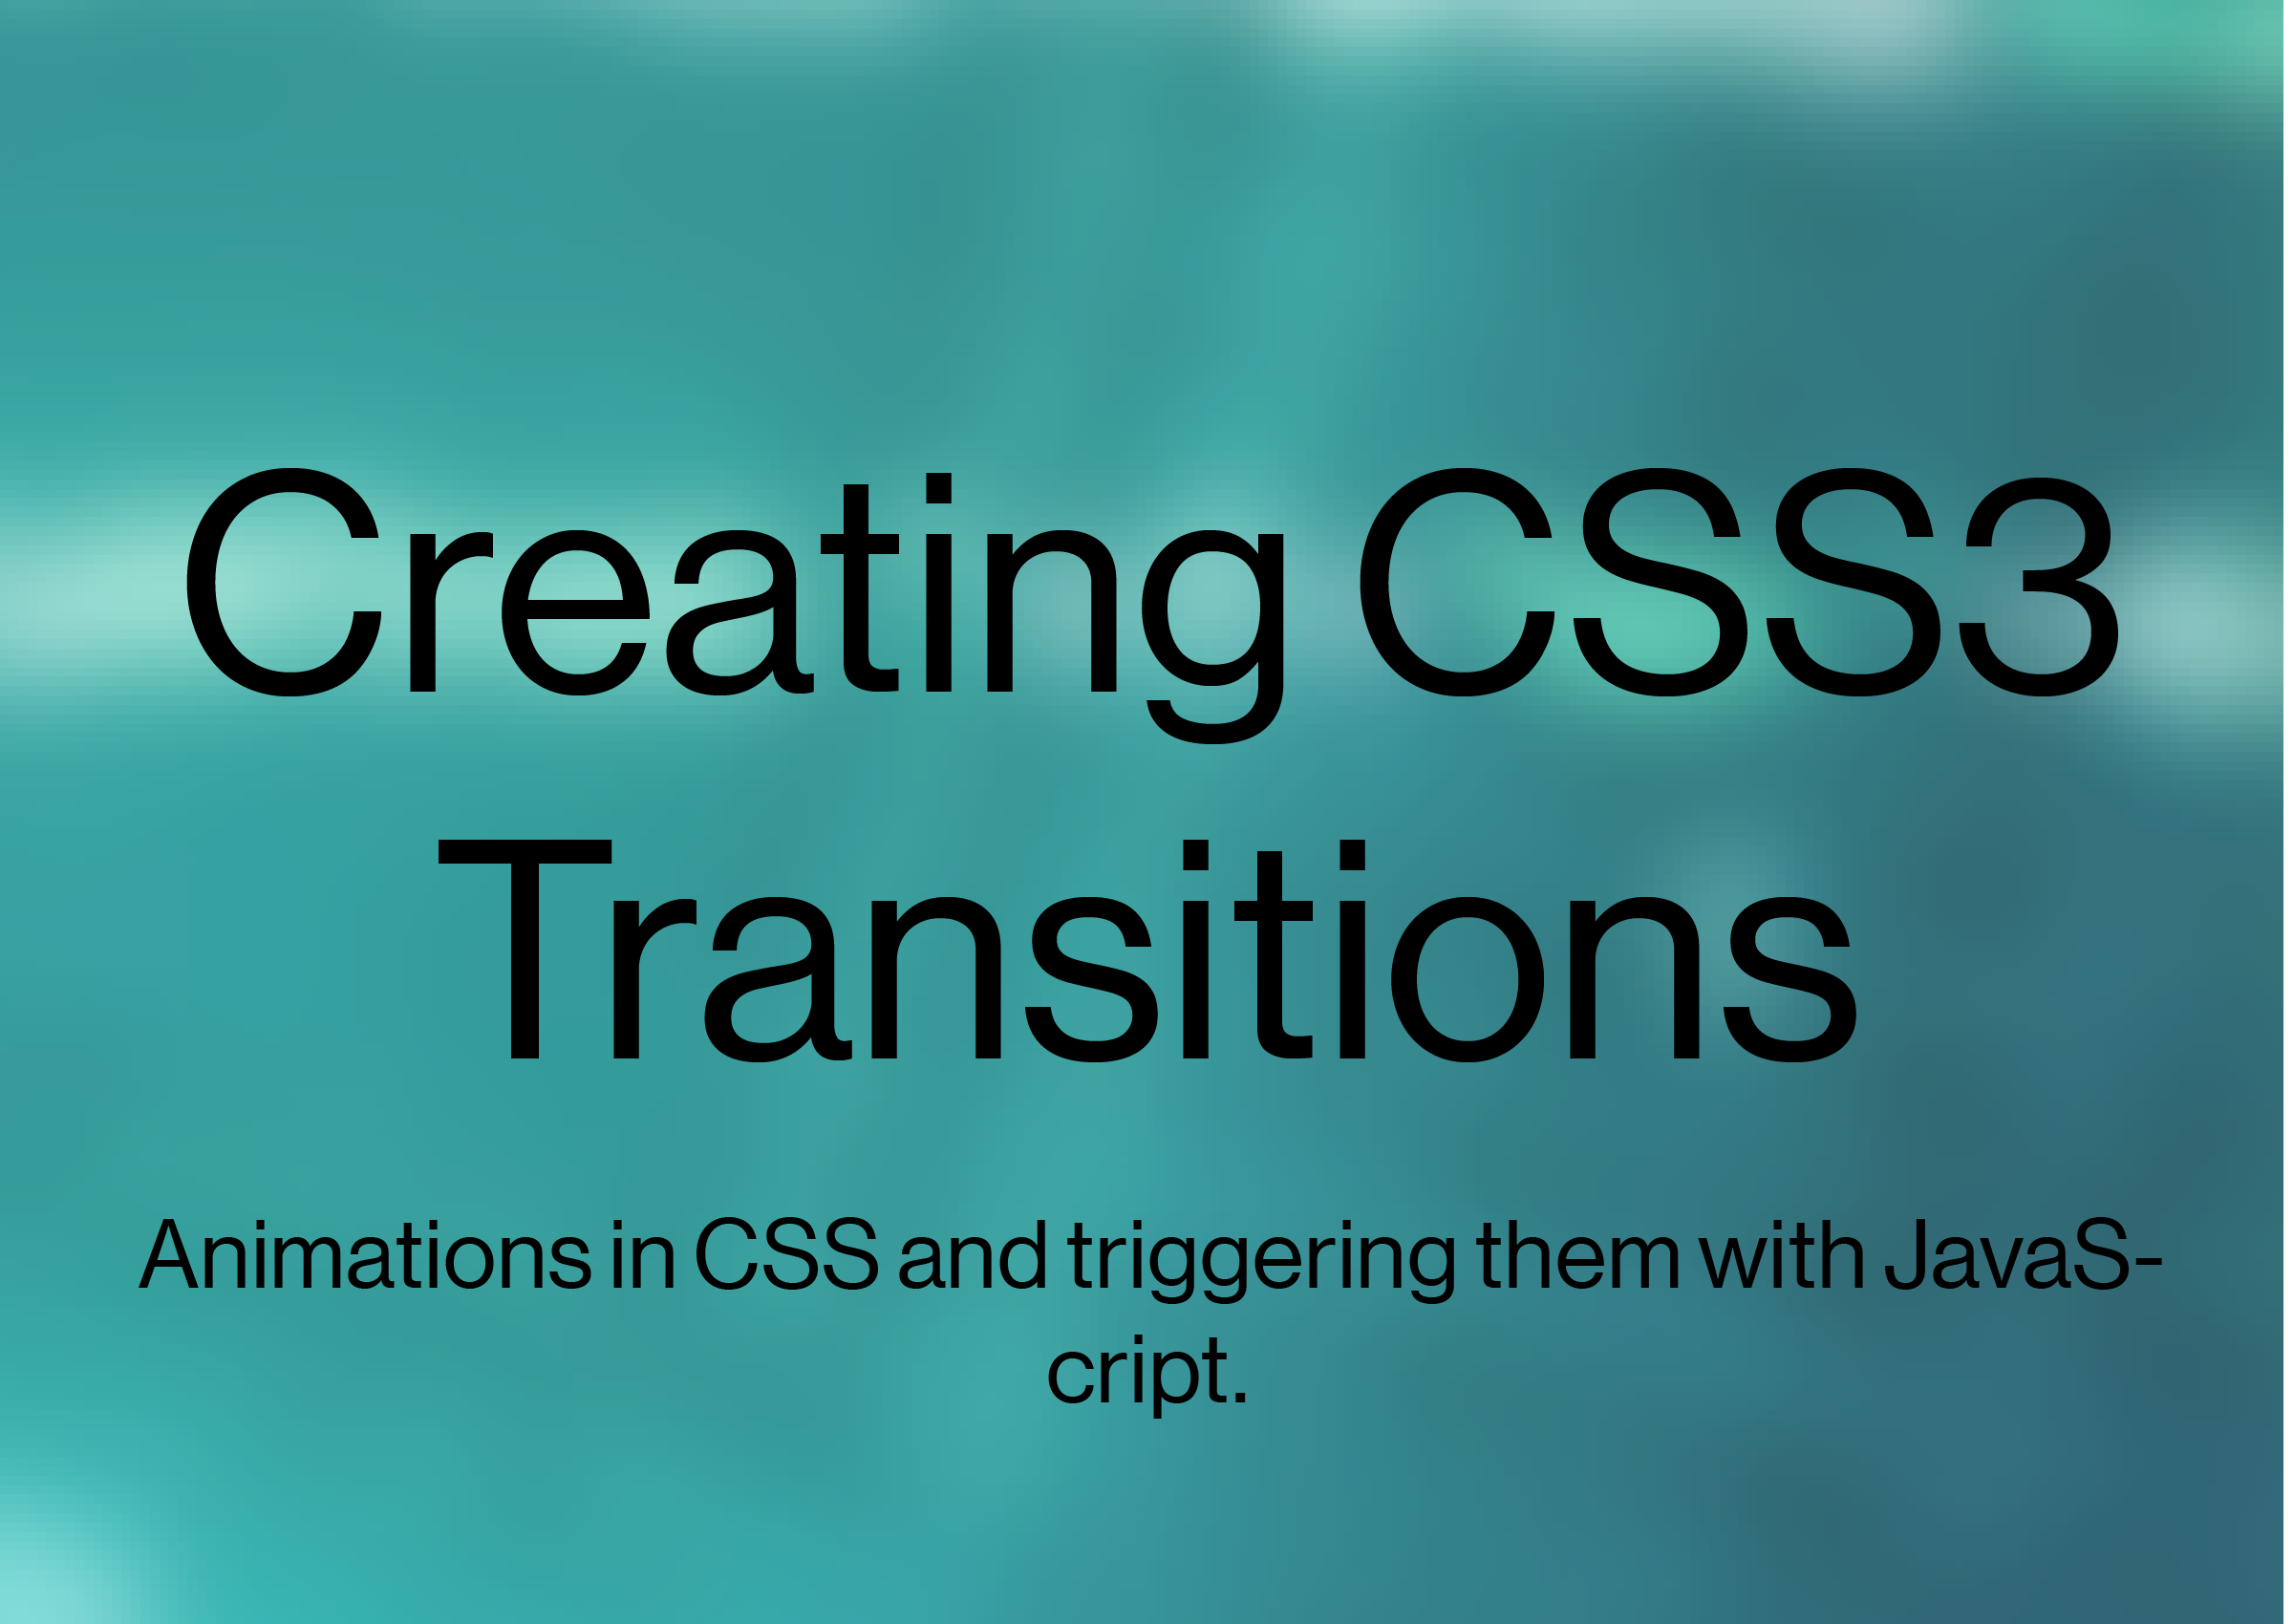 Creating CSS3
Transitions
Animations in CSS and triggering them with JavaS-
cript.